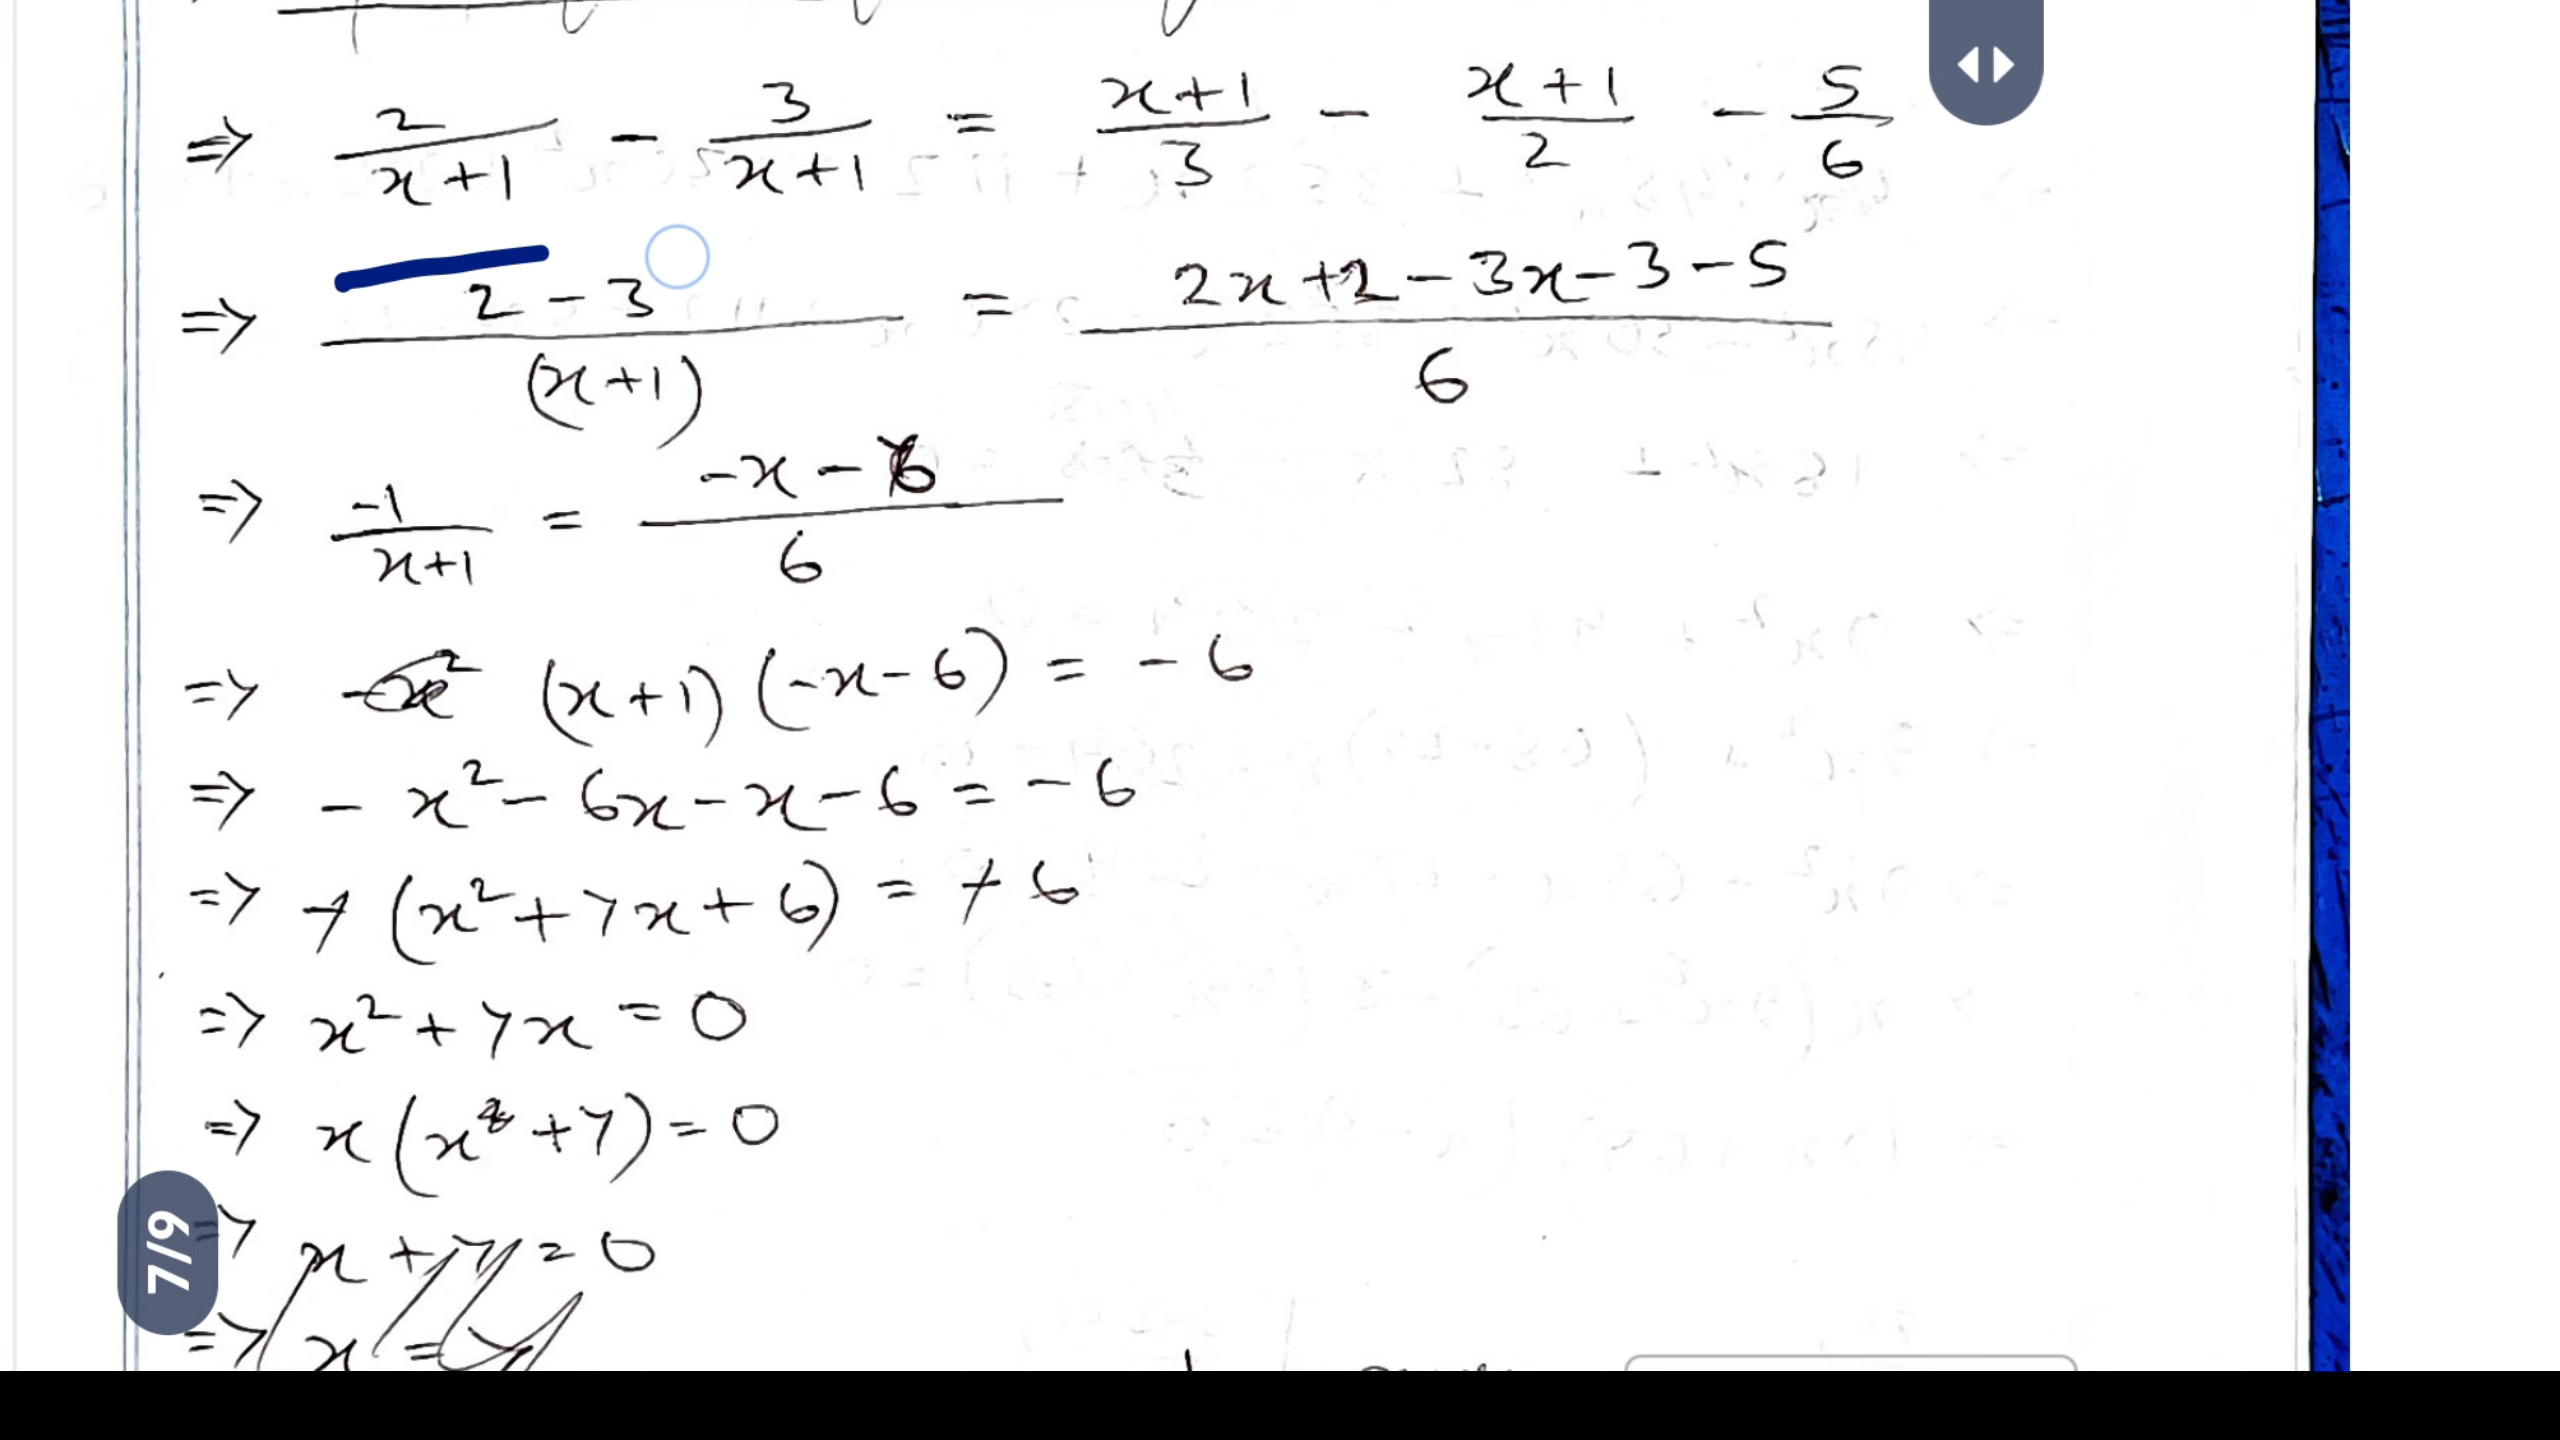 => 2/(x+1) - 3/(x+1) = (x+1)/3 - (x+1)/2 - 5/6
=> (2-3)/(x+1) = (2x+2-3x-3-5)/6
=> -1/(x+1) = (-x-6)/6
=> (x+1)(-x-6) = -6
=> -x²-6x-x-6 = -6
=> +(x²+7x+6) = +6
=> x²+7x = 0
=> x(x+7) = 0
7/9
=> x+7 = 0
=> x =